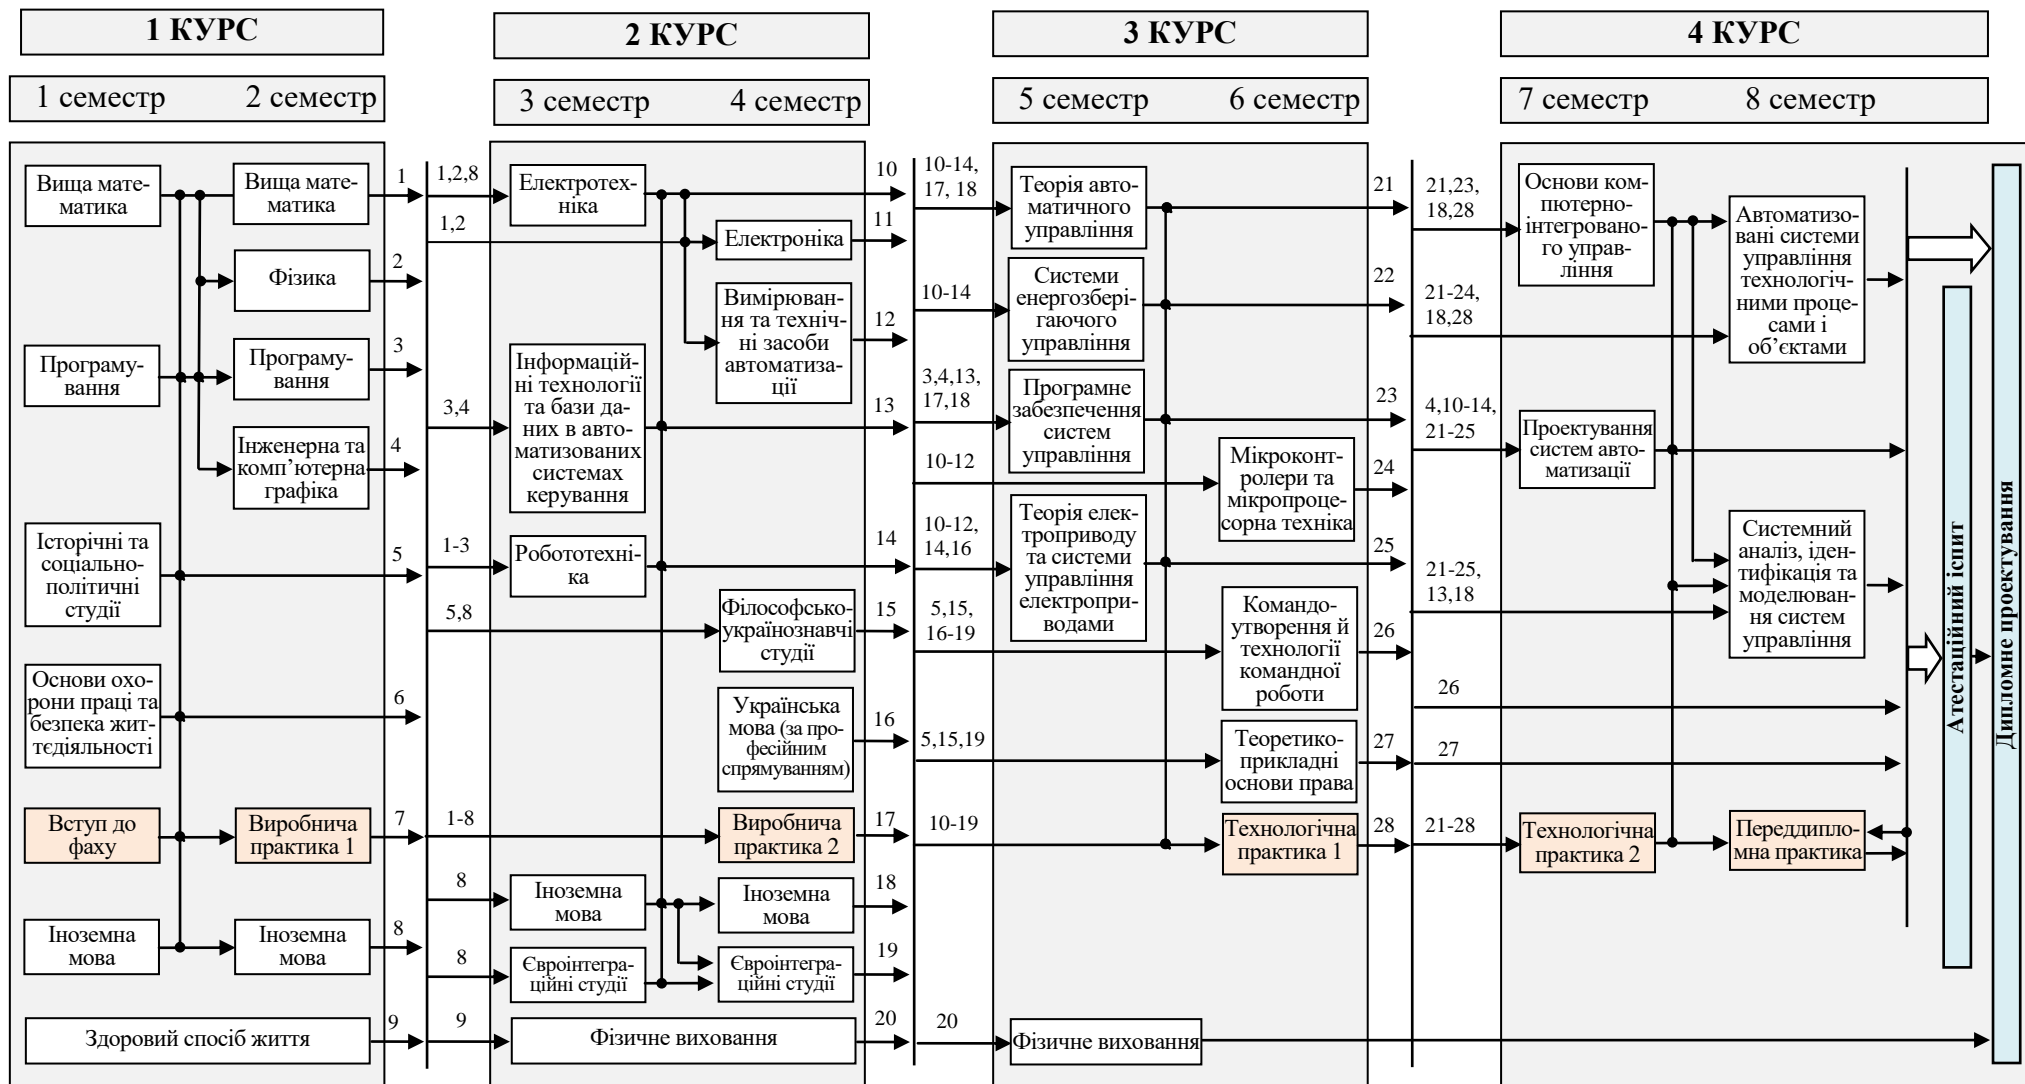 1 КУРС
2 КУРС
3 КУРС
4 КУРС
1 семестр
2 семестр
3 семестр
4 семестр
5 семестр
6 семестр
7 семестр
8 семестр
Вища мате-
матика
Програму-
вання
Історічні та
соціально-
політичні
студії
Основи охо-
рони праці та
безпека жит-
тєдіяльності
Вступ до
фаху
Іноземна
мова
Здоровий спосіб життя
Вища мате-
матика
Фізика
Програму-
вання
Інженерна та
комп’ютерна
графіка
Виробнича
практика 1
Іноземна
мова
1
2
3
4
5
6
7
8
9
1,2,8
1,2
3,4
1-3
5,8
1-8
8
8
9
Електротех-
ніка
Інформацій-
ні технології
та бази да-
них в авто-
матизованих
системах
керування
Робототехні-
ка
Іноземна
мова
Євроінтегра-
ційні студії
Фізичне виховання
Електроніка
Вимірюван-
ня та техніч-
ні засоби
автоматиза-
ції
Філософсько-
українознавчі
студії
Українська
мова (за про-
фесійним
спрямуванням)
Виробнича
практика 2
Іноземна
мова
Євроінтегра-
ційні студії
10
11
12
13
14
15
16
17
18
19
20
10-14,
17, 18
10-14
3,4,13,
17,18
10-12
10-12,
14,16
5,15,
16-19
5,15,19
10-19
20
Теорія авто-
матичного
управління
Системи
енергозбері-
гаючого
управління
Програмне
забезпечення
систем
управління
Теорія елек-
троприводу
та системи
управління
електропри-
водами
Фізичне виховання
Мікроконт-
ролери та
мікропроце-
сорна техніка
Командо-
утворення й
технології
командної
роботи
Теоретико-
прикладні
основи права
Технологічна
практика 1
21
22
23
24
25
26
27
28
21,23,
18,28
21-24,
18,28
4,10-14,
21-25
21-25,
13,18
26
27
21-28
Основи ком-
пютерно-
інтегровано-
го управ-
ління
Проектування
систем авто-
матизації
Технологічна
практика 2
Автоматизо-
вані системи
управління
технологіч-
ними проце-
сами і
об’єктами
Системний
аналіз, іден-
тифікація та
моделюван-
ня систем
управління
Переддипло-
мна практика
Атестаційний іспит
Дипломне проектування